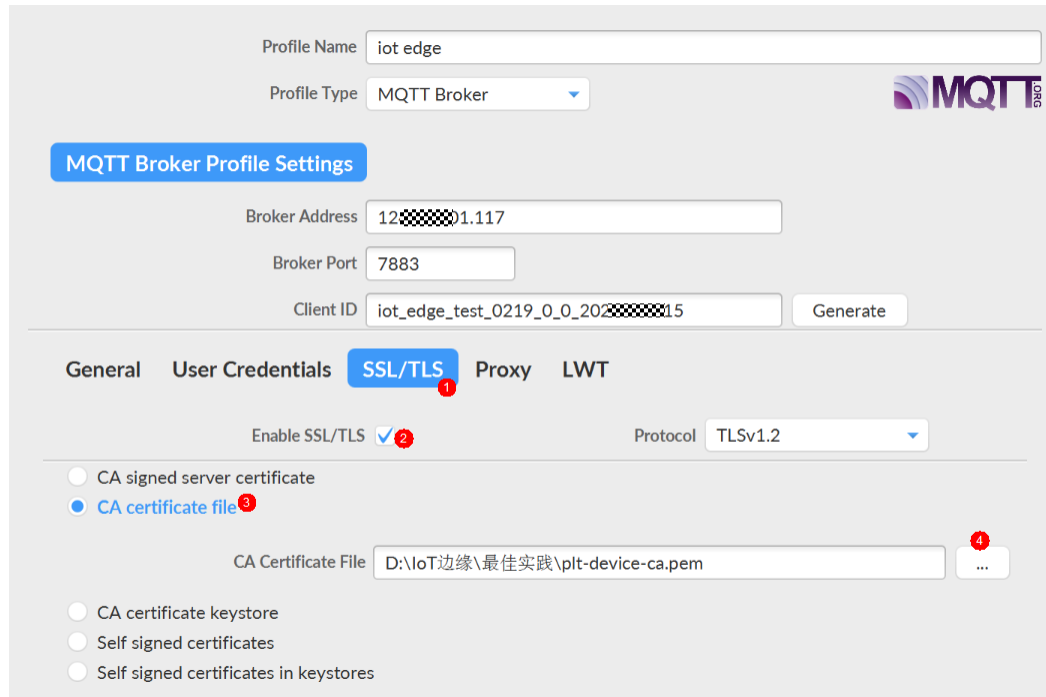 Profile Name iot edge
Profile Type MQTT Broker
MQTT.ORG
MQTT Broker Profile Settings
Broker Address 12 01.117
Broker Port 7883
Client ID iot_edge_test_0219_0_0_202 15 Generate
General User Credentials SSL/TLS Proxy LWT
1
Enable SSL/TLS 2 Protocol TLSv1.2
CA signed server certificate
CA certificate file 3
4
CA Certificate File D:\IoT边缘\最佳实践\plt-device-ca.pem ...
CA certificate keystore
Self signed certificates
Self signed certificates in keystores